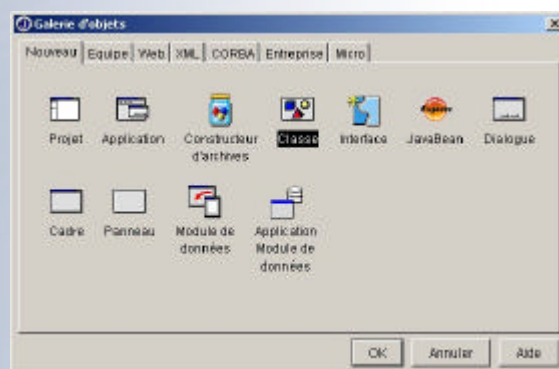 Galerie d'objets
Nouveau Equipe Web XML CORBA Entreprise Micro
Projet Application Constructeur d'archives Classe Interface JavaBean Dialogue
Cadre Panneau Module de données Application Module de données
OK Annuler Aide